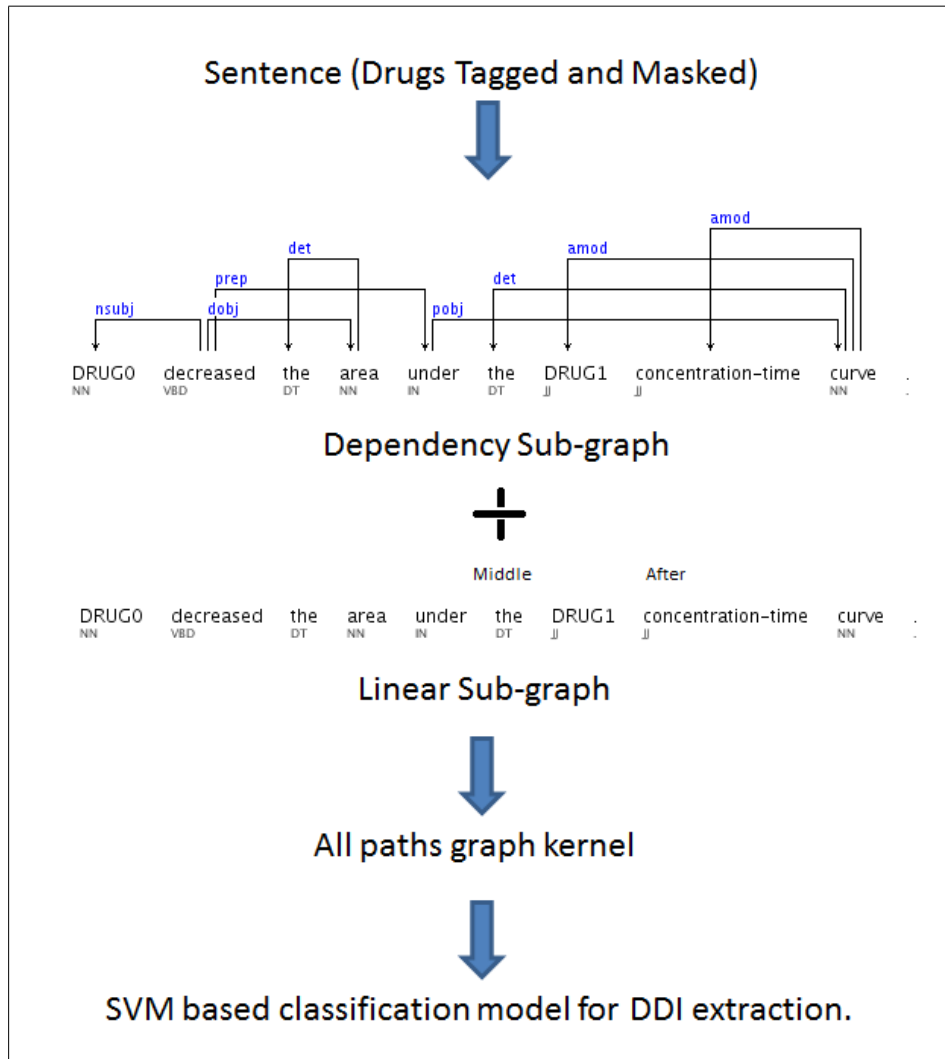 Sentence (Drugs Tagged and Masked)
amod
det amod
prep det
nsubj dobj pobj
DRUG0 decreased the area under the DRUG1 concentration-time curve .
NN VBD DT NN IN DT JJ JJ NN .
Dependency Sub-graph
+
Middle After
DRUG0 decreased the area under the DRUG1 concentration-time curve .
NN VBD DT NN IN DT JJ JJ NN .
Linear Sub-graph
All paths graph kernel
SVM based classification model for DDI extraction.